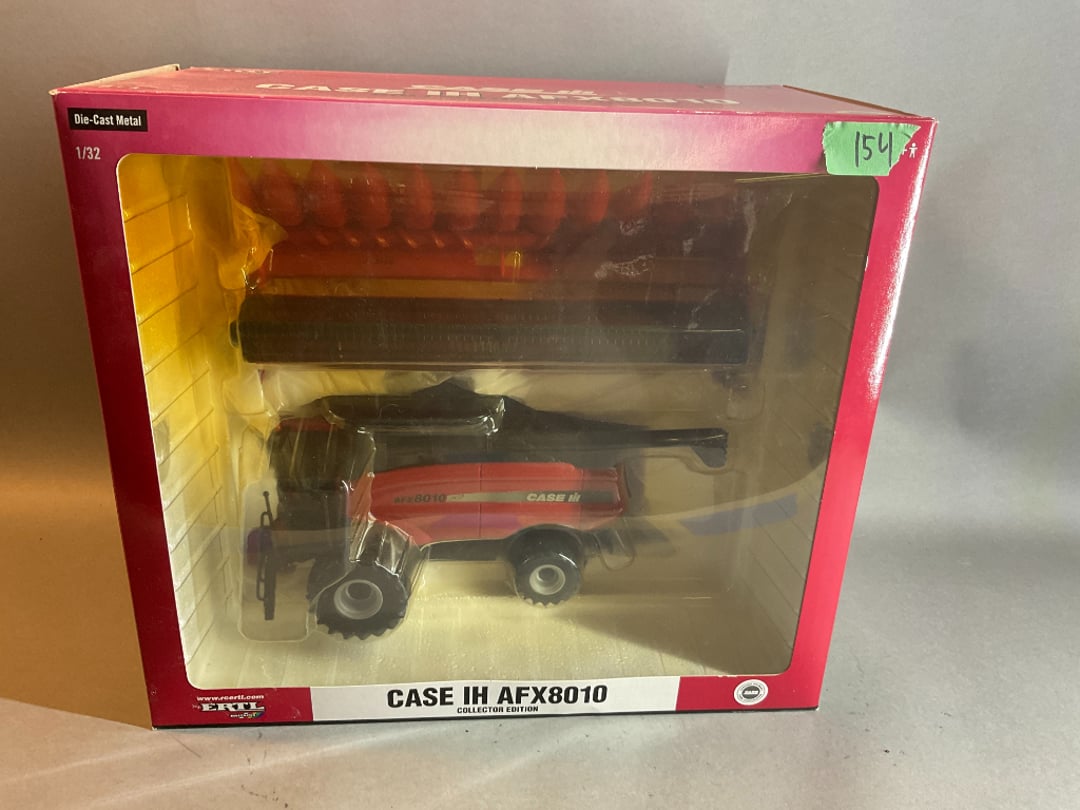 CASE IH AFX8010
Die-Cast Metal
1/32
154
AFX8010
CASE IH
www.rcertl.com
ERTL
CASE IH AFX8010
COLLECTOR EDITION